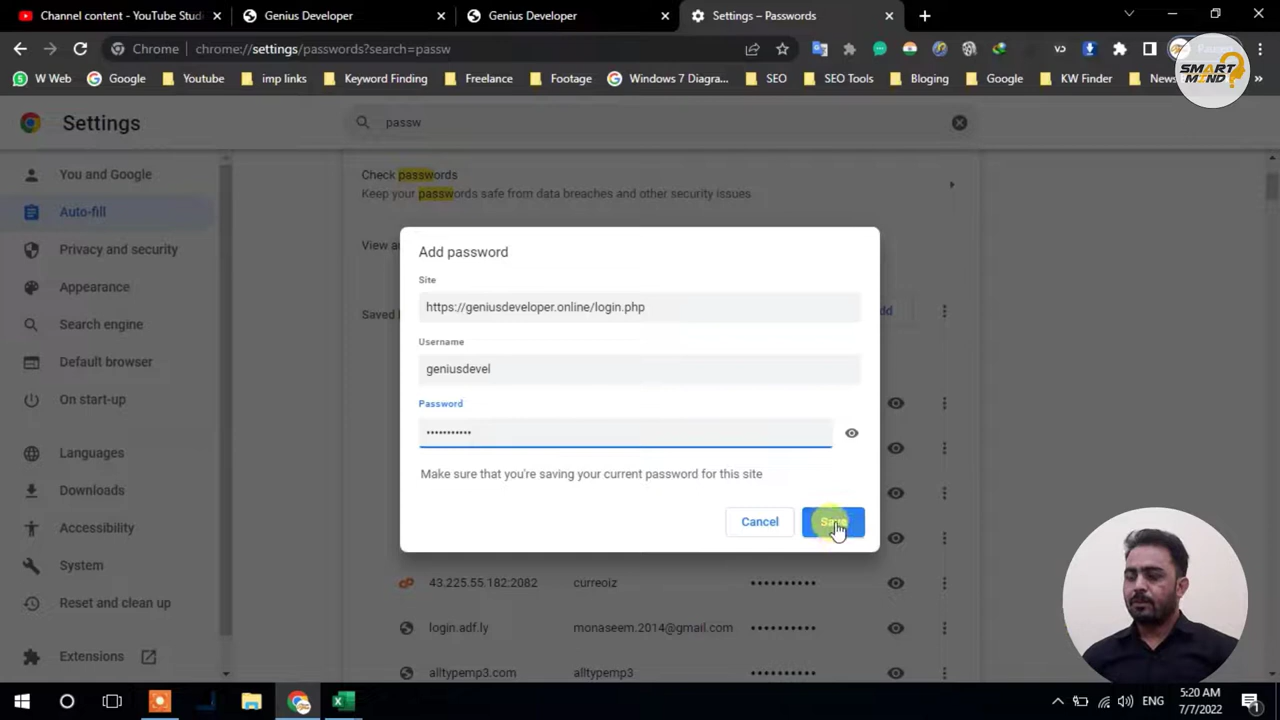 Channel content - YouTube Stud
Genius Developer
Genius Developer
Settings – Passwords
Chrome
chrome://settings/passwords?search=passw
W Web
Google
Youtube
imp links
Keyword Finding
Footage
Windows 7 Diagra...
SEO
SEO Tools
Bloging
Google
KW Finder
SMART
MIND
Settings
passw
You and Google
Auto-fill
Privacy and security
Appearance
Search engine
Default browser
On start-up
Languages
Downloads
Accessibility
System
Reset and clean up
Extensions
Check passwords
Keep your passwords safe from data breaches and other security issues
Add password
Site
https://geniusdeveloper.online/login.php
Username
geniusdevel
Password
•••••••••••
Make sure that you're saving your current password for this site
Cancel
43.225.55.182:2082 curreoiz ••••••••••
login.adf.ly monaseem.2014@gmail.com ••••••••••
alltypemp3.com alltypemp3 ••••••••••
ENG
5:20 AM
7/7/2022